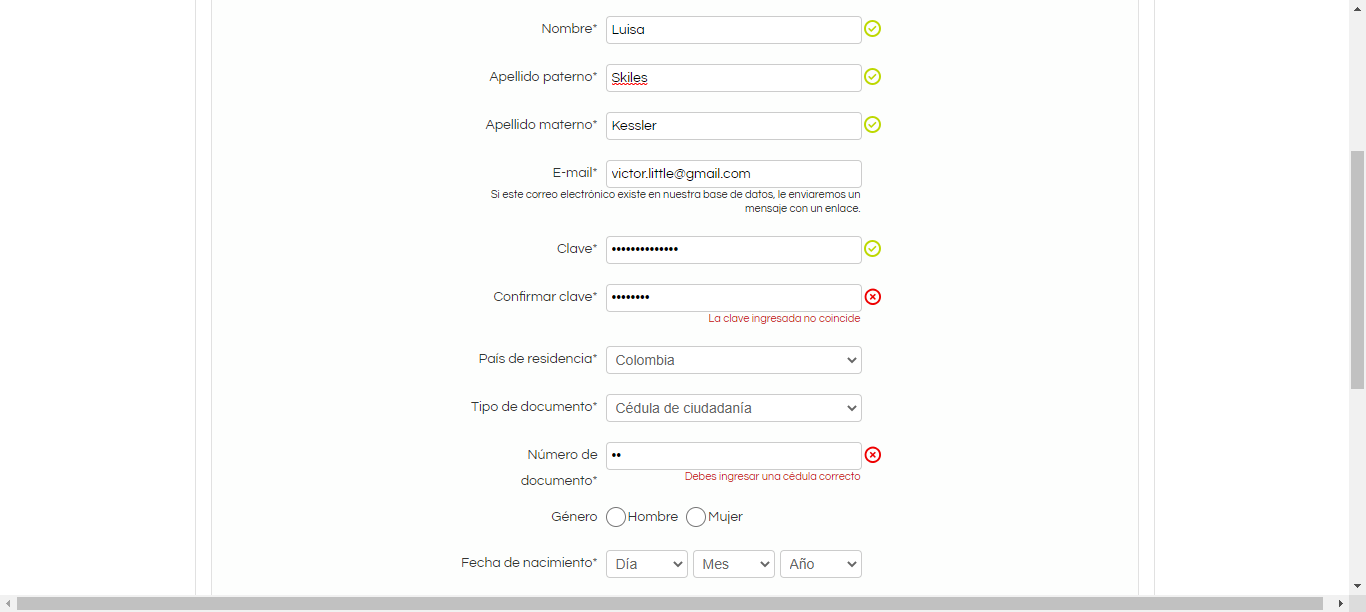 Nombre* Luisa
Apellido paterno* Skiles
Apellido materno* Kessler
E-mail* victor.little@gmail.com
Si este correo electrónico existe en nuestra base de datos, le enviaremos un
mensaje con un enlace.
Clave* ••••••••••••••
Confirmar clave* ••••••••
La clave ingresada no coincide
País de residencia* Colombia
Tipo de documento* Cédula de ciudadanía
Número de
documento* ••
Debes ingresar una cédula correcto
Género Hombre Mujer
Fecha de nacimiento* Día Mes Año